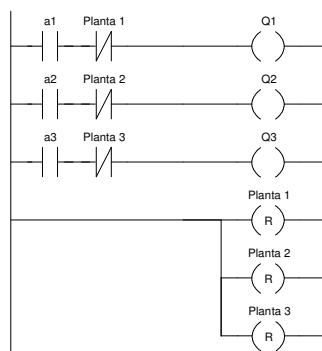 a1 Planta 1 Q1
a2 Planta 2 Q2
a3 Planta 3 Q3
Planta 1
R
Planta 2
R
Planta 3
R